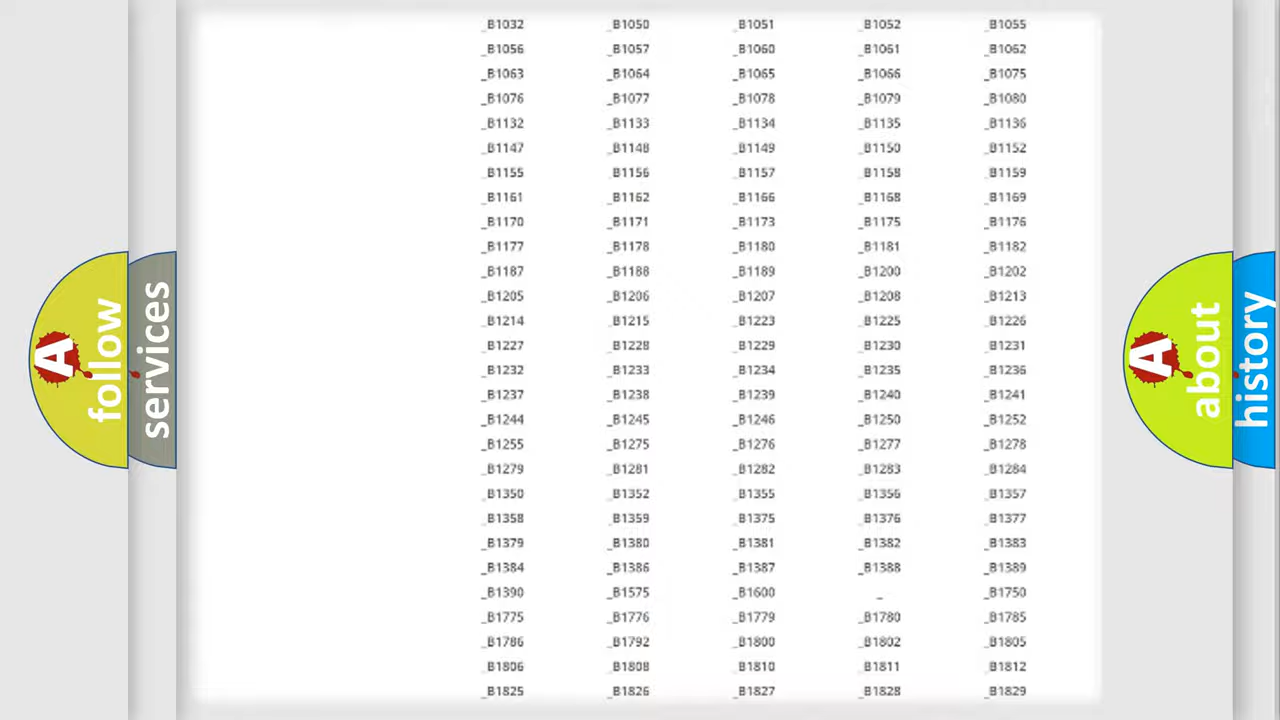 _B1032 _B1050 _B1051 _B1052 _B1055
_B1056 _B1057 _B1060 _B1061 _B1062
_B1063 _B1064 _B1065 _B1066 _B1075
_B1076 _B1077 _B1078 _B1079 _B1080
_B1132 _B1133 _B1134 _B1135 _B1136
_B1147 _B1148 _B1149 _B1150 _B1152
_B1155 _B1156 _B1157 _B1158 _B1159
_B1161 _B1162 _B1166 _B1168 _B1169
_B1170 _B1171 _B1173 _B1175 _B1176
_B1177 _B1178 _B1180 _B1181 _B1182
_B1187 _B1188 _B1189 _B1200 _B1202
_B1205 _B1206 _B1207 _B1208 _B1213
_B1214 _B1215 _B1223 _B1225 _B1226
_B1227 _B1228 _B1229 _B1230 _B1231
_B1232 _B1233 _B1234 _B1235 _B1236
_B1237 _B1238 _B1239 _B1240 _B1241
_B1244 _B1245 _B1246 _B1250 _B1252
_B1255 _B1275 _B1276 _B1277 _B1278
_B1279 _B1281 _B1282 _B1283 _B1284
_B1350 _B1352 _B1355 _B1356 _B1357
_B1358 _B1359 _B1375 _B1376 _B1377
_B1379 _B1380 _B1381 _B1382 _B1383
_B1384 _B1386 _B1387 _B1388 _B1389
_B1390 _B1575 _B1600 _ _B1750
_B1775 _B1776 _B1779 _B1780 _B1785
_B1786 _B1792 _B1800 _B1802 _B1805
_B1806 _B1808 _B1810 _B1811 _B1812
_B1825 _B1826 _B1827 _B1828 _B1829
A
follow
services
A
about
history